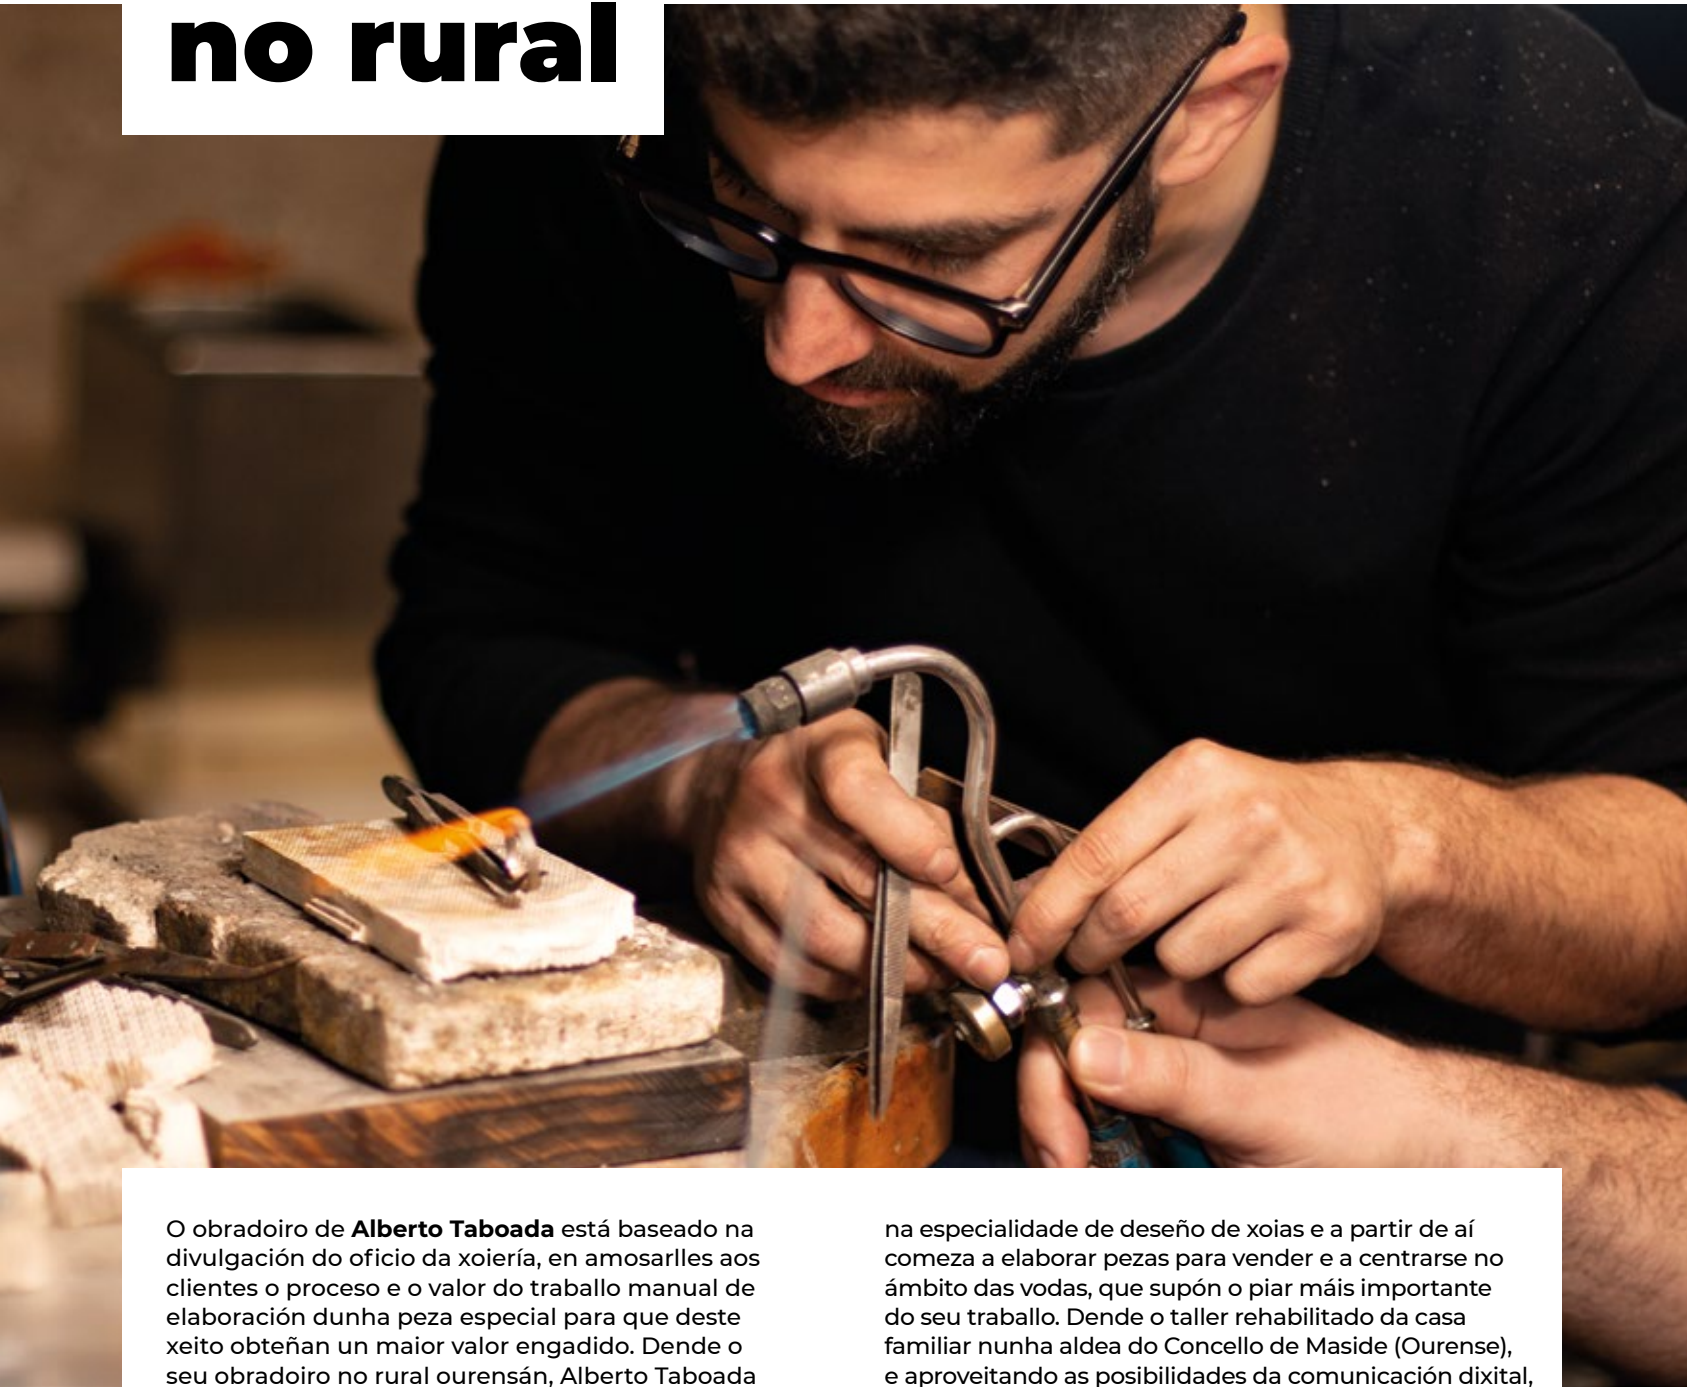 no rural
O obradoiro de Alberto Taboada está baseado na
divulgación do oficio da xoiería, en amosarlles aos
clientes o proceso e o valor do traballo manual de
elaboración dunha peza especial para que deste
xeito obteñan un maior valor engadido. Dende o
seu obradoiro no rural ourensán, Alberto Taboada
na especialidade de deseño de xoias e a partir de aí
comeza a elaborar pezas para vender e a centrarse no
ámbito das vodas, que supón o piar máis importante
do seu traballo. Dende o taller rehabilitado da casa
familiar nunha aldea do Concello de Maside (Ourense),
e aproveitando as posibilidades da comunicación dixital,